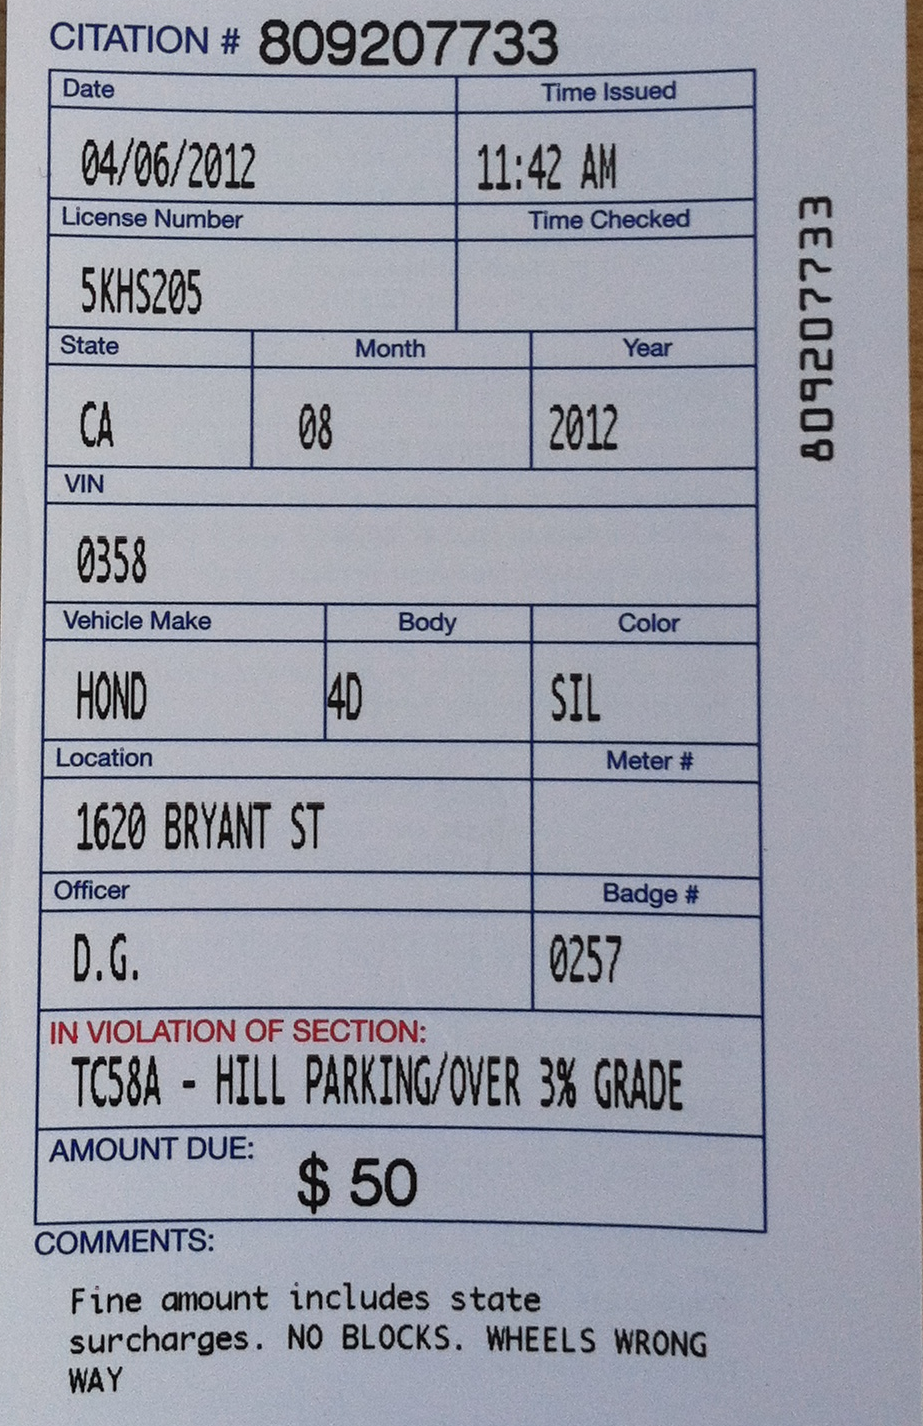 CITATION # 809207733
Date Time Issued
04/06/2012 11:42 AM
License Number Time Checked
5KHS205
State Month Year
CA 08 2012
VIN
0358
Vehicle Make Body Color
HOND 4D SIL
Location Meter #
1620 BRYANT ST
Officer Badge #
D.G. 0257
IN VIOLATION OF SECTION:
TC58A - HILL PARKING/OVER 3% GRADE
AMOUNT DUE: $ 50
COMMENTS:
Fine amount includes state
surcharges. NO BLOCKS. WHEELS WRONG
WAY
809207733